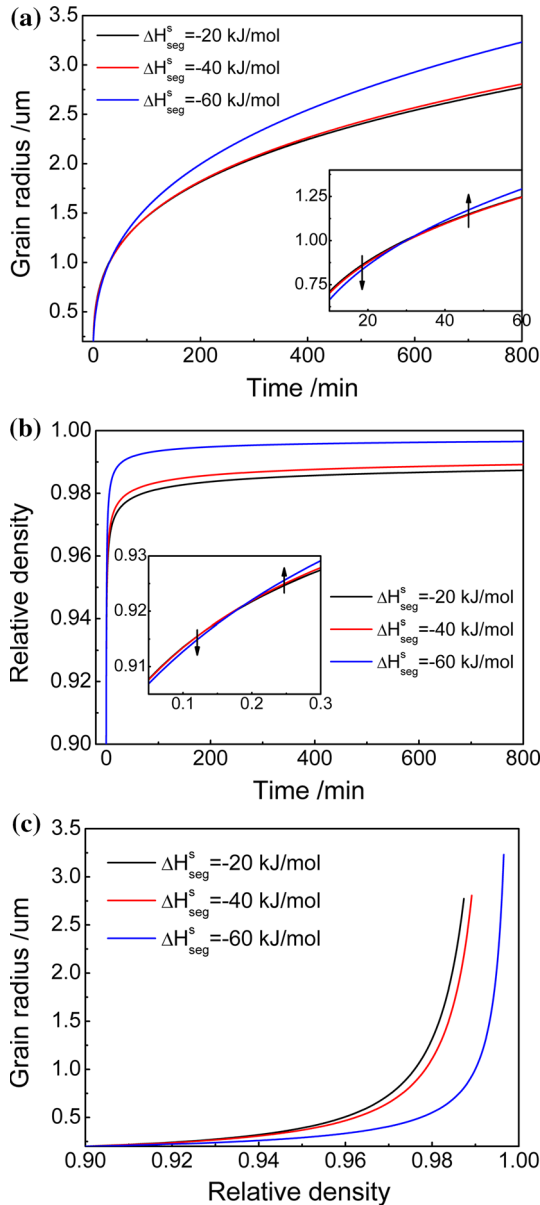 (a)
3.5
3.0
2.5
2.0
1.5
1.0
0.5
Grain radius /um
ΔH^s_seg=-20 kJ/mol
ΔH^s_seg=-40 kJ/mol
ΔH^s_seg=-60 kJ/mol
1.25
1.00
0.75
20 40 60
0 200 400 600 800
Time /min
(b)
1.00
0.98
0.96
0.94
0.92
0.90
Relative density
0.93
0.92
0.91
0.1 0.2 0.3
ΔH^s_seg=-20 kJ/mol
ΔH^s_seg=-40 kJ/mol
ΔH^s_seg=-60 kJ/mol
0 200 400 600 800
Time /min
(c)
3.5
3.0
2.5
2.0
1.5
1.0
0.5
Grain radius /um
ΔH^s_seg=-20 kJ/mol
ΔH^s_seg=-40 kJ/mol
ΔH^s_seg=-60 kJ/mol
0.90 0.92 0.94 0.96 0.98 1.00
Relative density